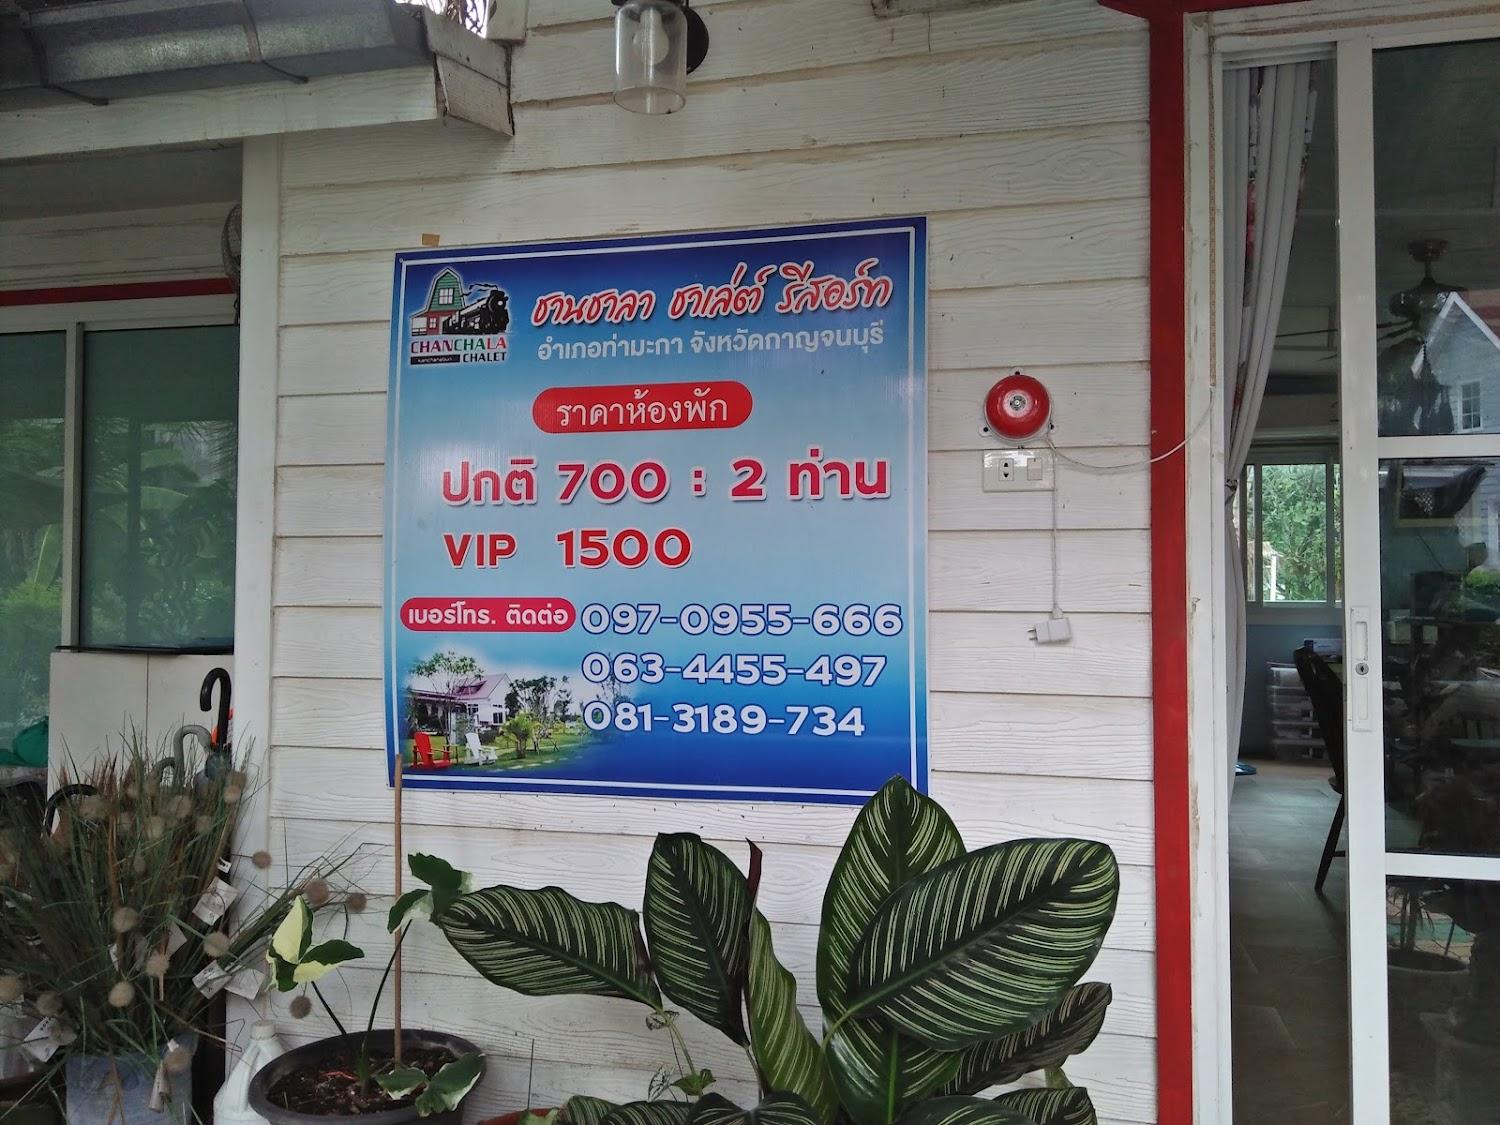 ชานชาลา ชาเล่ต์ รีสอร์ท
อำเภอท่ามะกา จังหวัดกาญจนบุรี
CHANCHALA
kanchanaburi CHALET
ราคาห้องพัก
ปกติ 700 : 2 ท่าน
VIP 1500
เบอร์โทร. ติดต่อ 097-0955-666
063-4455-497
081-3189-734